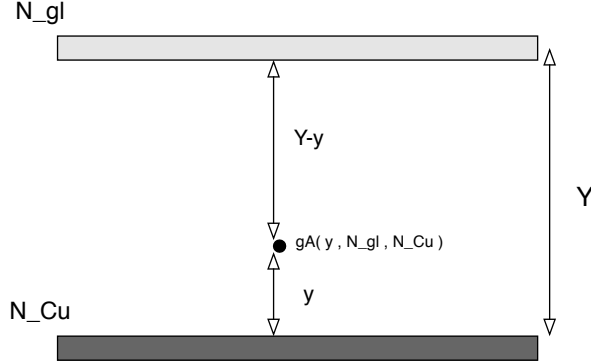 N_gl
Y-y
Y
gA( y , N_gl , N_Cu )
y
N_Cu